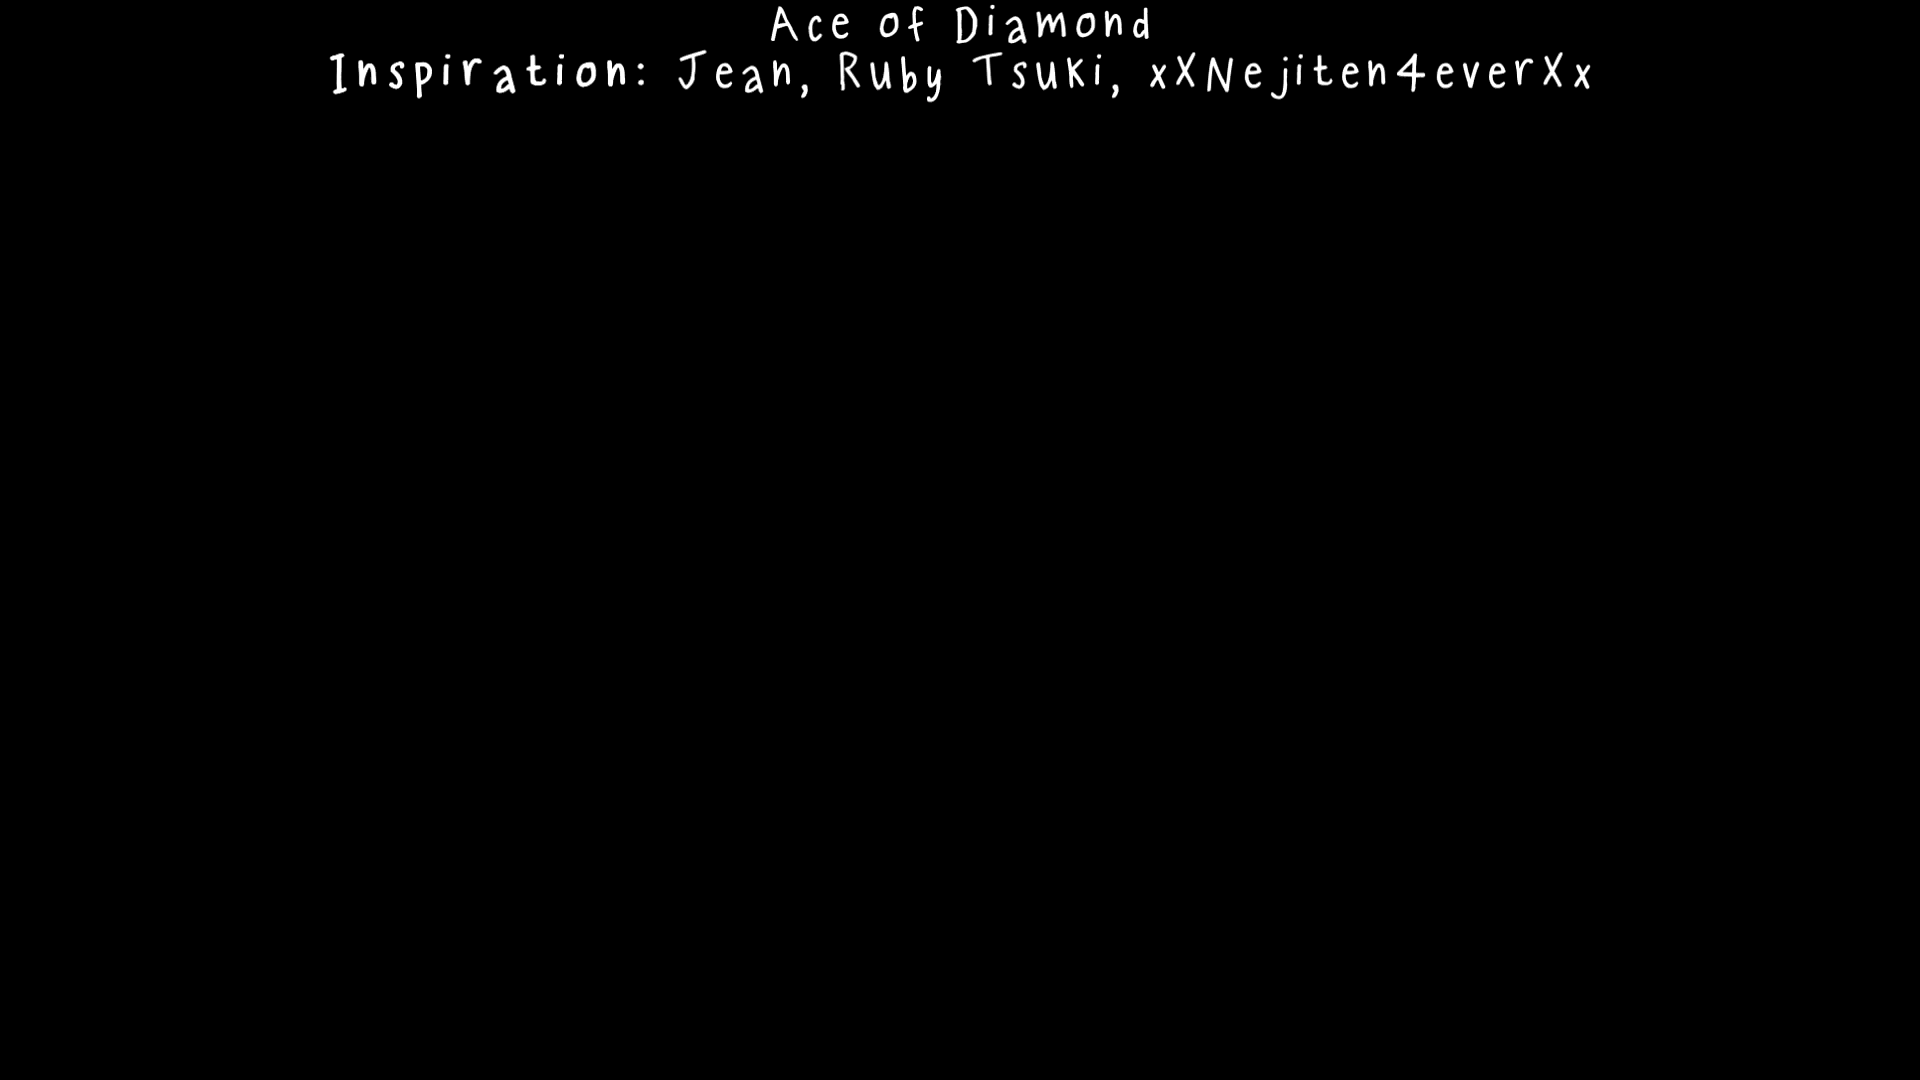 Ace of Diamond
Inspiration: Jean, Ruby Tsuki, xXNejiten4everXx